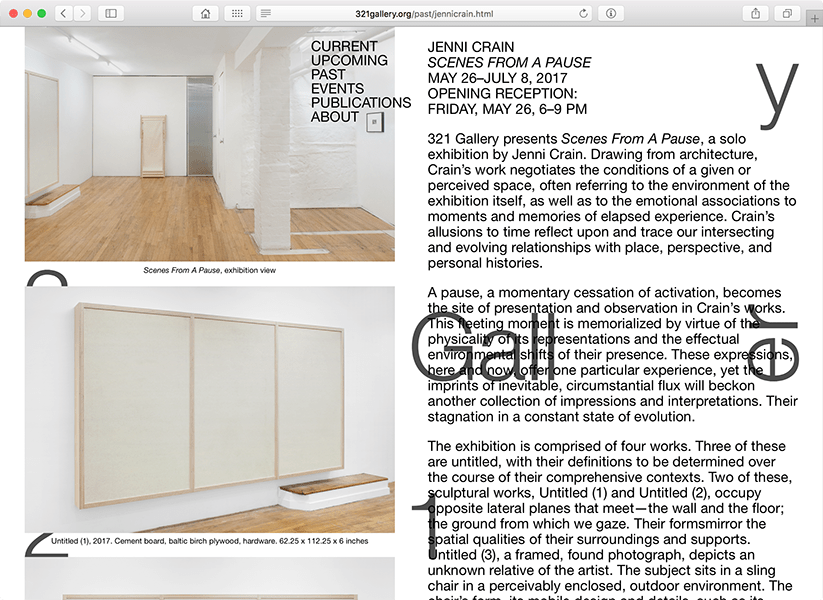 321gallery.org/past/jennicrain.html
CURRENT
UPCOMING
PAST
EVENTS
PUBLICATIONS
ABOUT
Scenes From A Pause, exhibition view
Untitled (1), 2017. Cement board, baltic birch plywood, hardware. 62.25 x 112.25 x 6 inches
JENNI CRAIN
SCENES FROM A PAUSE
MAY 26–JULY 8, 2017
OPENING RECEPTION:
FRIDAY, MAY 26, 6–9 PM
321 Gallery presents Scenes From A Pause, a solo
exhibition by Jenni Crain. Drawing from architecture,
Crain’s work negotiates the conditions of a given or
perceived space, often referring to the environment of the
exhibition itself, as well as to the emotional associations to
moments and memories of elapsed experience. Crain’s
allusions to time reflect upon and trace our intersecting
and evolving relationships with place, perspective, and
personal histories.
A pause, a momentary cessation of activation, becomes
the site of presentation and observation in Crain’s works.
This fleeting moment is memorialized by virtue of the
physicality of its representations and the effectual
environmental shifts of their presence. These expressions,
here and now, offer one particular experience, yet the
imprints of inevitable, circumstantial flux will beckon
another collection of impressions and interpretations. Their
stagnation in a constant state of evolution.
The exhibition is comprised of four works. Three of these
are untitled, with their definitions to be determined over
the course of their comprehensive contexts. Two of these,
sculptural works, Untitled (1) and Untitled (2), occupy
opposite lateral planes that meet—the wall and the floor;
the ground from which we gaze. Their formsmirror the
spatial qualities of their surroundings and supports.
Untitled (3), a framed, found photograph, depicts an
unknown relative of the artist. The subject sits in a sling
chair in a perceivably enclosed, outdoor environment. The
chair’s form, its mobile design and details, such as its
y
Gall
er
1
2